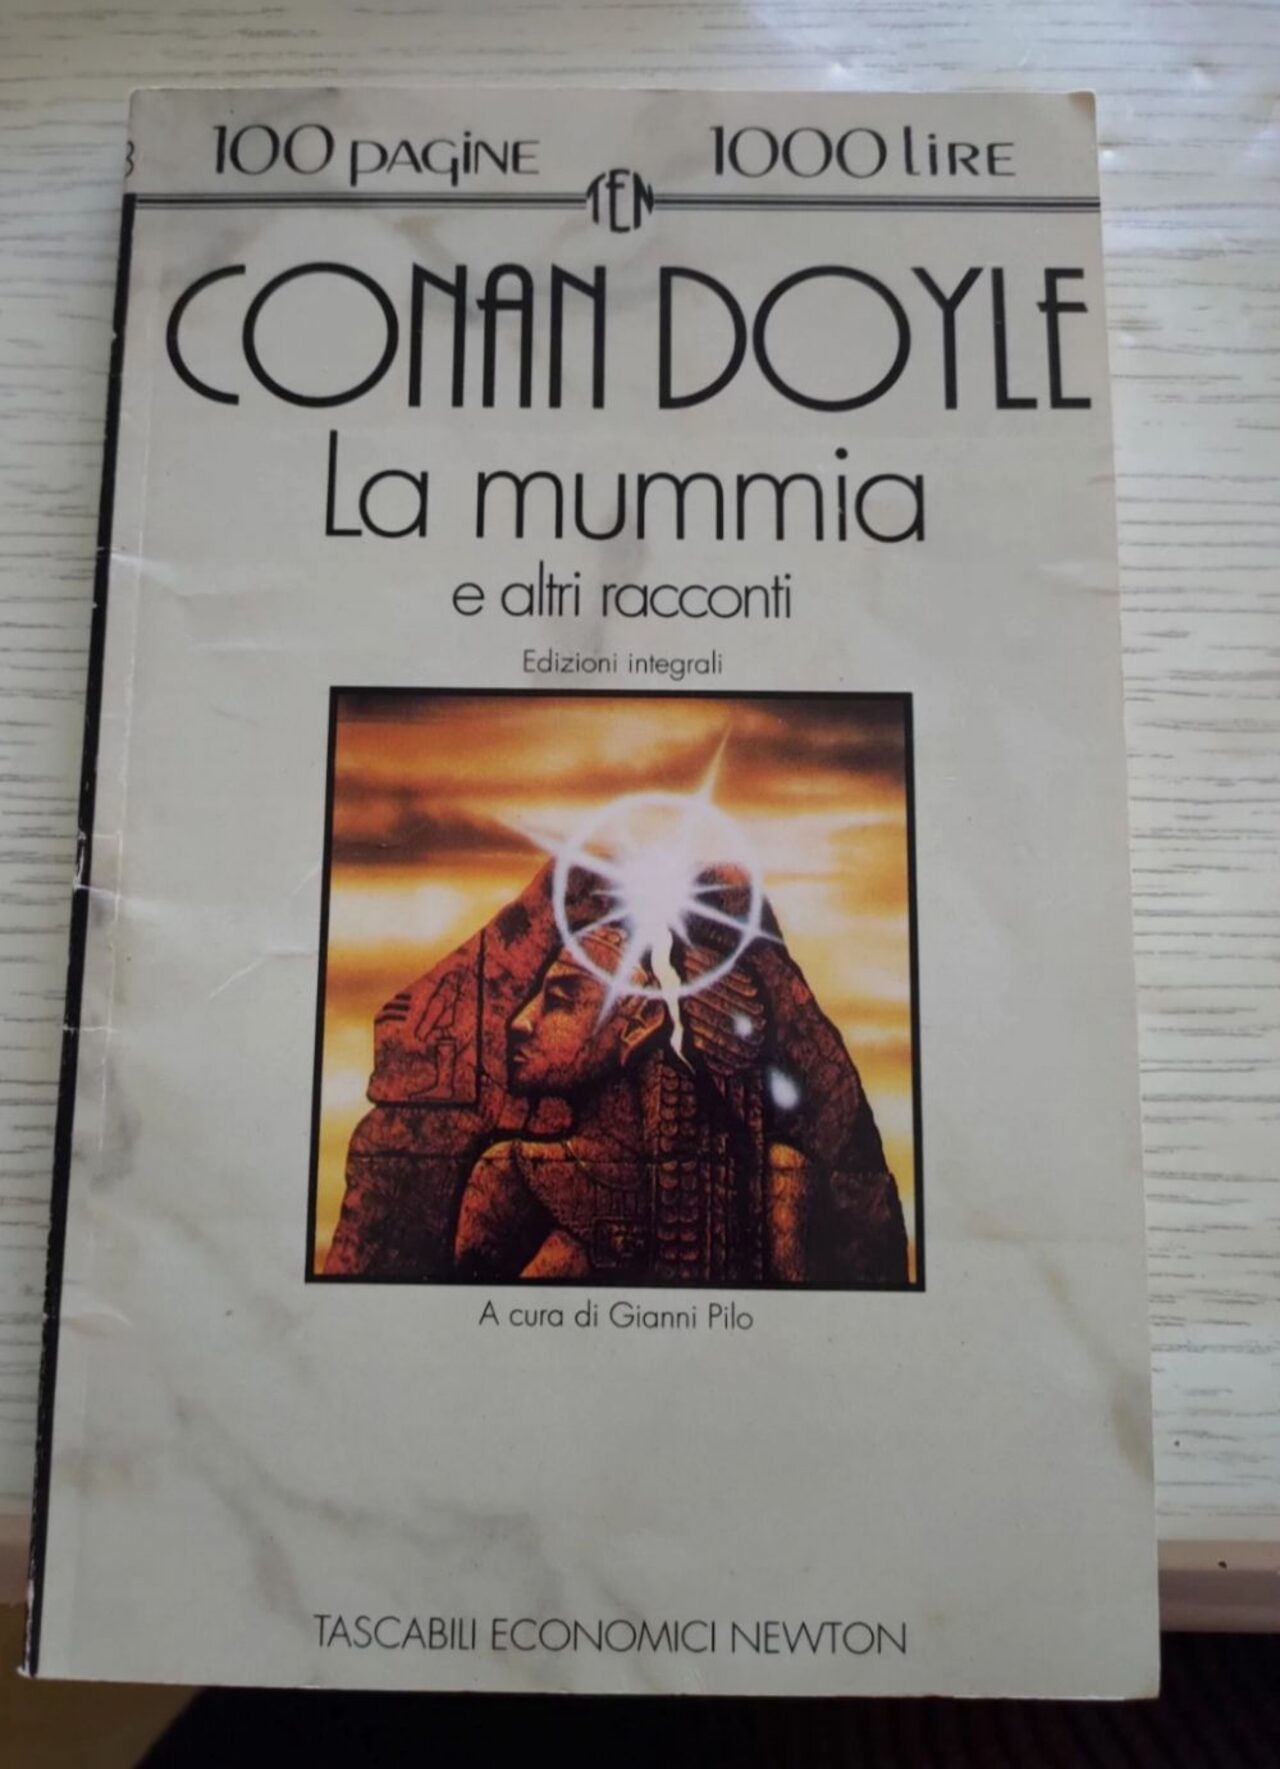 100 pagine 1000 lire
TEN
CONAN DOYLE
La mummia
e altri racconti
Edizioni integrali
A cura di Gianni Pilo
TASCABILI ECONOMICI NEWTON